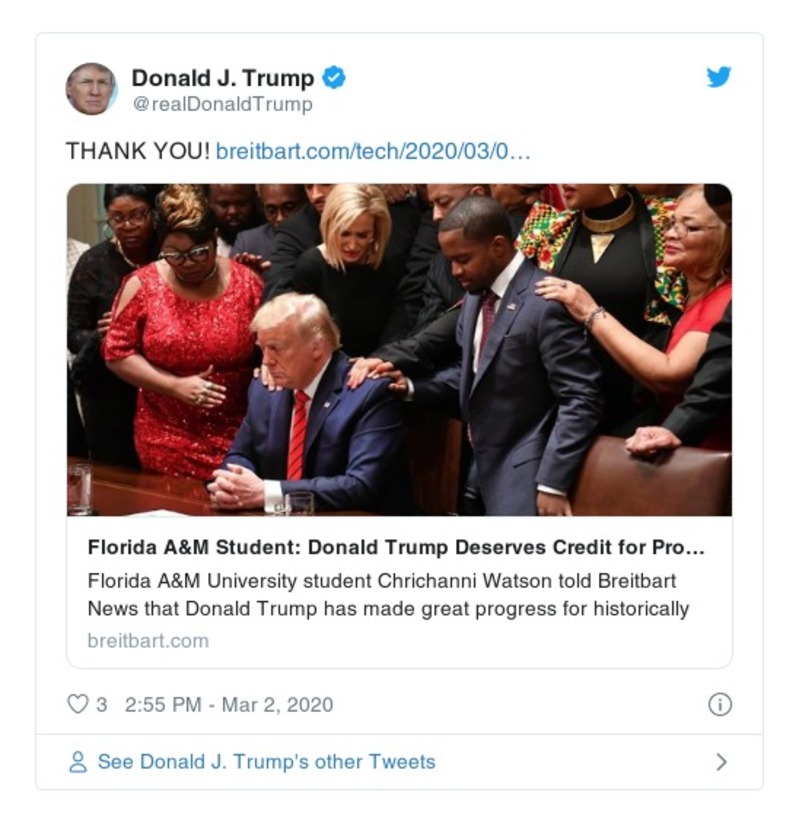 Donald J. Trump
@realDonaldTrump
THANK YOU! breitbart.com/tech/2020/03/0…
Florida A&M Student: Donald Trump Deserves Credit for Pro...
Florida A&M University student Chrichanni Watson told Breitbart
News that Donald Trump has made great progress for historically
breitbart.com
3 2:55 PM - Mar 2, 2020
See Donald J. Trump's other Tweets